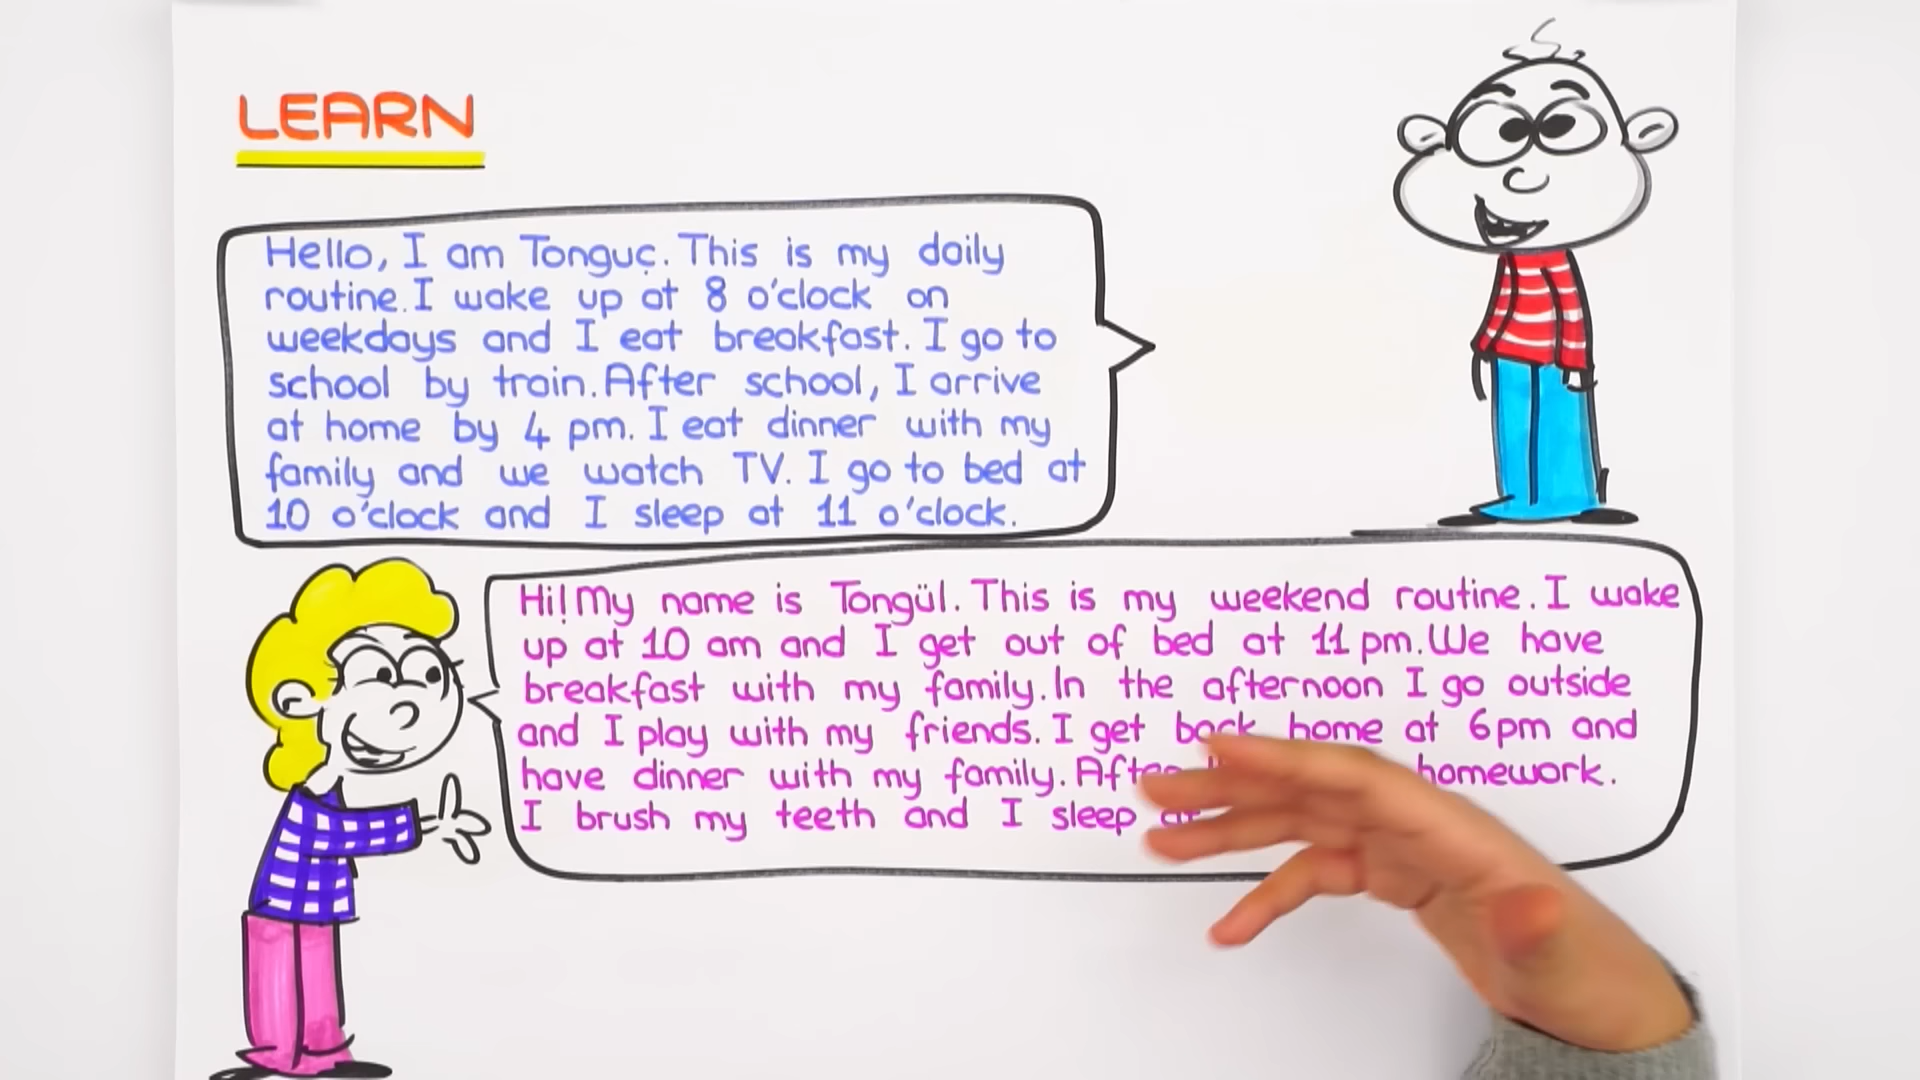 LEARN
Hello, I am Tonguç. This is my daily
routine. I wake up at 8 o'clock on
weekdays and I eat breakfast. I go to
school by train. After school, I arrive
at home by 4 pm. I eat dinner with my
family and we watch TV. I go to bed at
10 o'clock and I sleep at 11 o'clock.
Hi! My name is Tongül. This is my weekend routine. I wake
up at 10 am and I get out of bed at 11 pm. We have
breakfast with my family. In the afternoon I go outside
and I play with my friends. I get back home at 6pm and
have dinner with my family. After homework.
I brush my teeth and I sleep at